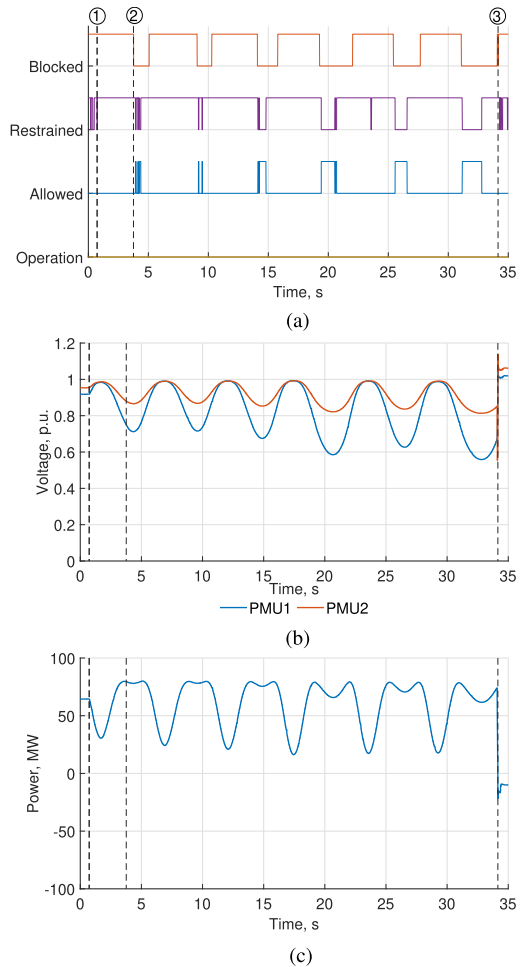 ① ② ③
Blocked
Restrained
Allowed
Operation
0 5 10 15 20 25 30 35
Time, s
(a)
1.2
1
0.8
0.6
0.4
0.2
0
Voltage, p.u.
0 5 10 15 20 25 30 35
Time, s
PMU1 PMU2
(b)
100
50
0
-50
-100
Power, MW
0 5 10 15 20 25 30 35
Time, s
(c)